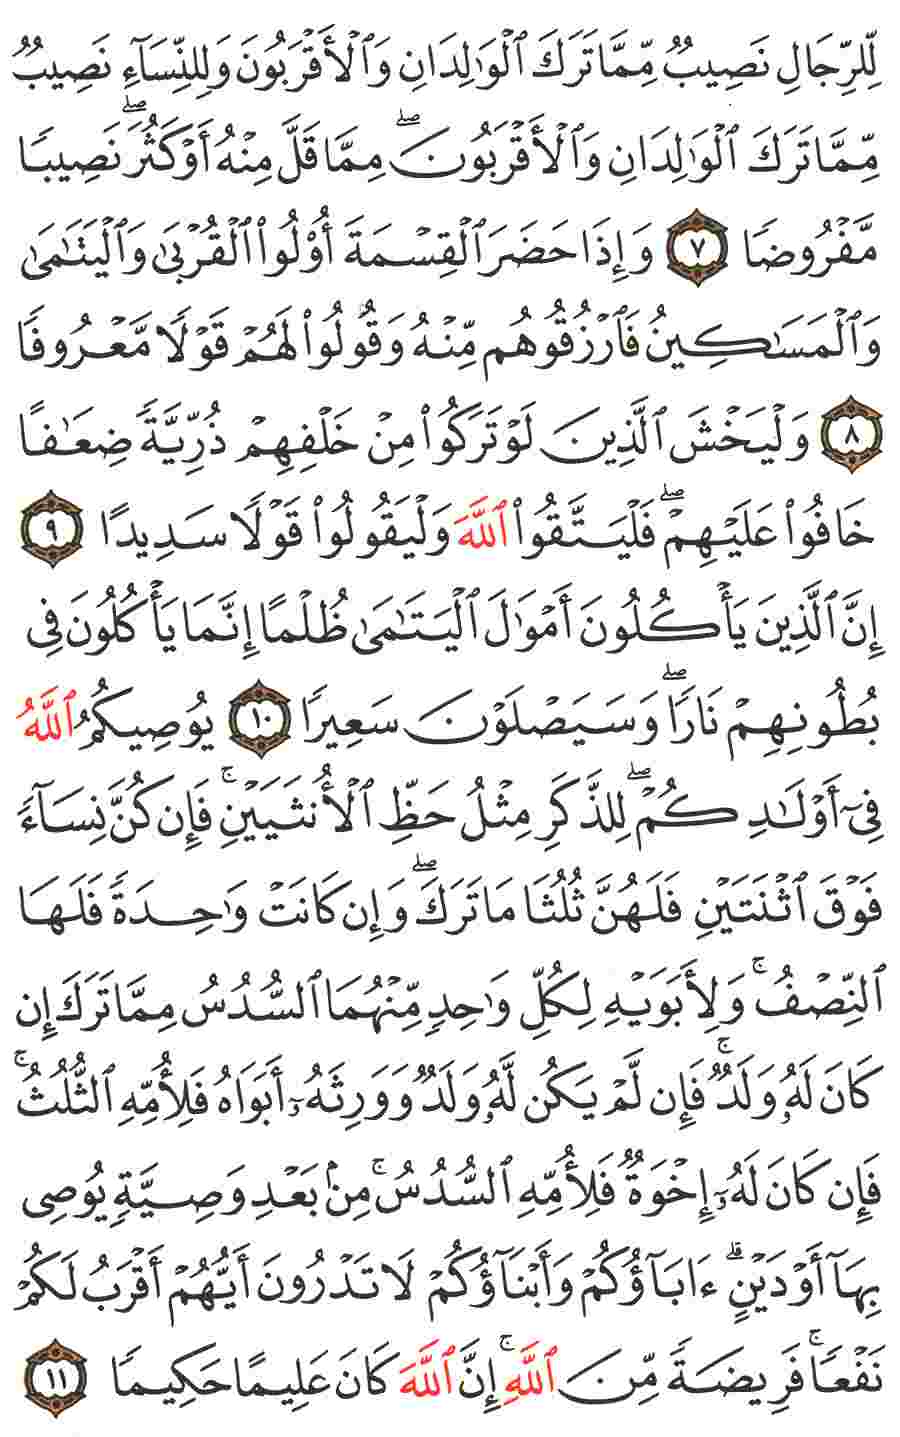 لِّلرِّجَالِ نَصِيبٌ مِّمَّا تَرَكَ ٱلْوَٰلِدَانِ وَٱلْأَقْرَبُونَ وَلِلنِّسَآءِ نَصِيبٌ
مِّمَّا تَرَكَ ٱلْوَٰلِدَانِ وَٱلْأَقْرَبُونَۖ مِمَّا قَلَّ مِنْهُ أَوْ كَثُرَۖ نَصِيبًا
مَّفْرُوضًا ٧ وَإِذَا حَضَرَ ٱلْقِسْمَةَ أُو۟لُوا۟ ٱلْقُرْبَىٰ وَٱلْيَتَٰمَىٰ
وَٱلْمَسَٰكِينُ فَٱرْزُقُوهُم مِّنْهُ وَقُولُوا۟ لَهُمْ قَوْلًا مَّعْرُوفًا
٨ وَلْيَخْشَ ٱلَّذِينَ لَوْ تَرَكُوا۟ مِنْ خَلْفِهِمْ ذُرِّيَّةً ضِعَٰفًا
خَافُوا۟ عَلَيْهِمْۖ فَلْيَتَّقُوا۟ ٱللَّهَ وَلْيَقُولُوا۟ قَوْلًا سَدِيدًا ٩
إِنَّ ٱلَّذِينَ يَأْكُلُونَ أَمْوَٰلَ ٱلْيَتَٰمَىٰ ظُلْمًا إِنَّمَا يَأْكُلُونَ فِى
بُطُونِهِمْ نَارًاۖ وَسَيَصْلَوْنَ سَعِيرًا ١٠ يُوصِيكُمُ ٱللَّهُ
فِىٓ أَوْلَٰدِكُمْۖ لِلذَّكَرِ مِثْلُ حَظِّ ٱلْأُنثَيَيْنِۚ فَإِن كُنَّ نِسَآءً
فَوْقَ ٱثْنَتَيْنِ فَلَهُنَّ ثُلُثَا مَا تَرَكَۖ وَإِن كَانَتْ وَٰحِدَةً فَلَهَا
ٱلنِّصْفُۚ وَلِأَبَوَيْهِ لِكُلِّ وَٰحِدٍ مِّنْهُمَا ٱلسُّدُسُ مِمَّا تَرَكَ إِن
كَانَ لَهُۥ وَلَدٌۚ فَإِن لَّمْ يَكُن لَّهُۥ وَلَدٌ وَوَرِثَهُۥٓ أَبَوَاهُ فَلِأُمِّهِ ٱلثُّلُثُۚ
فَإِن كَانَ لَهُۥٓ إِخْوَةٌ فَلِأُمِّهِ ٱلسُّدُسُۚ مِنۢ بَعْدِ وَصِيَّةٍ يُوصِى
بِهَآ أَوْ دَيْنٍۗ ءَابَآؤُكُمْ وَأَبْنَآؤُكُمْ لَا تَدْرُونَ أَيُّهُمْ أَقْرَبُ لَكُمْ
نَفْعًاۚ فَرِيضَةً مِّنَ ٱللَّهِۚ إِنَّ ٱللَّهَ كَانَ عَلِيمًا حَكِيمًا ١١